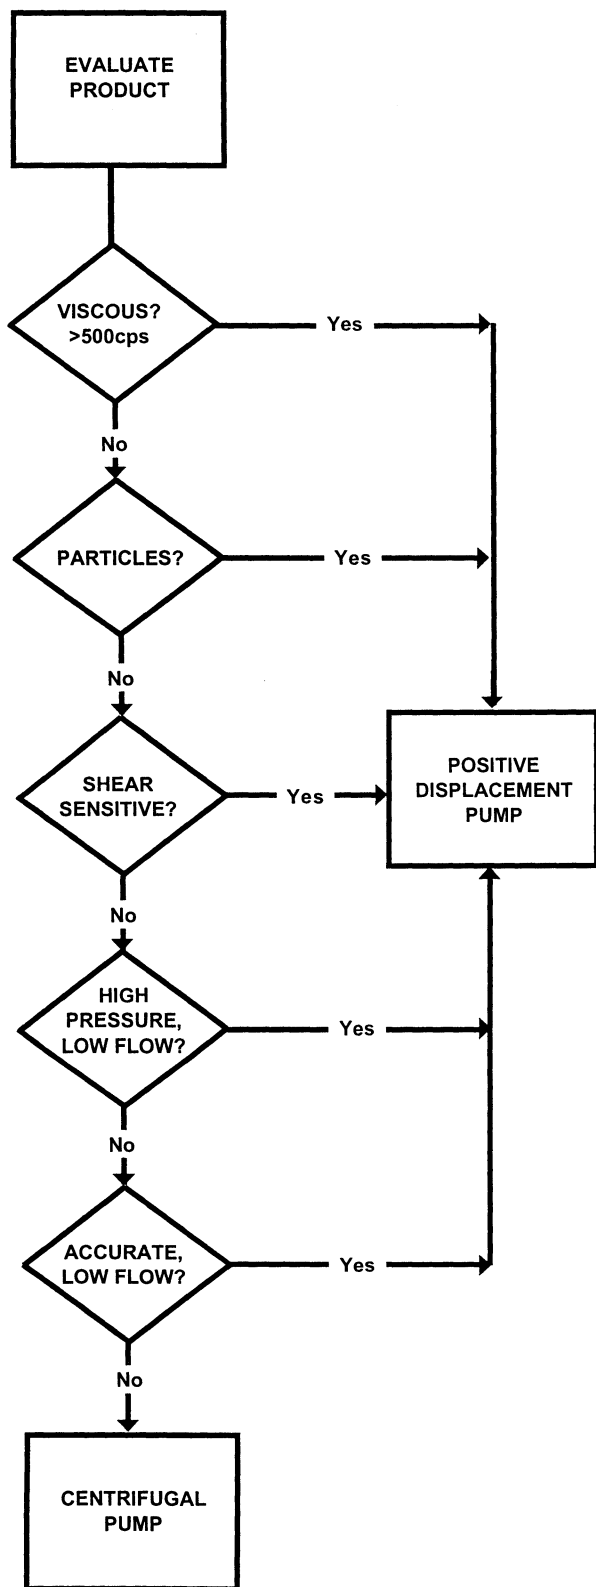 EVALUATE
PRODUCT
VISCOUS?
>500cps
Yes
No
PARTICLES?
Yes
No
SHEAR
SENSITIVE?
Yes
POSITIVE
DISPLACEMENT
PUMP
No
HIGH
PRESSURE,
LOW FLOW?
Yes
No
ACCURATE,
LOW FLOW?
Yes
No
CENTRIFUGAL
PUMP